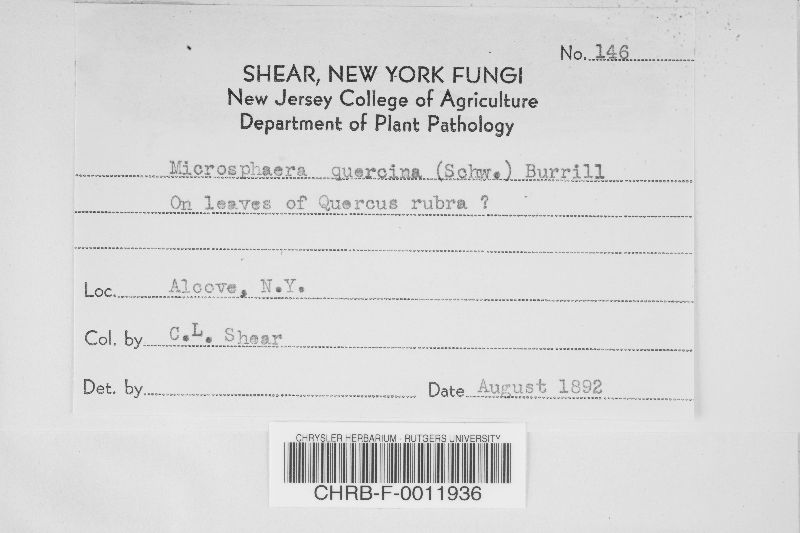 No. 146
SHEAR, NEW YORK FUNGI
New Jersey College of Agriculture
Department of Plant Pathology
Microsphaera quercina (Schw.) Burrill
On leaves of Quercus rubra ?
Loc. Alcove, N.Y.
Col. by C.L. Shear
Det. by
Date August 1892
CHRYSLER HERBARIUM - RUTGERS UNIVERSITY
CHRB-F-0011936